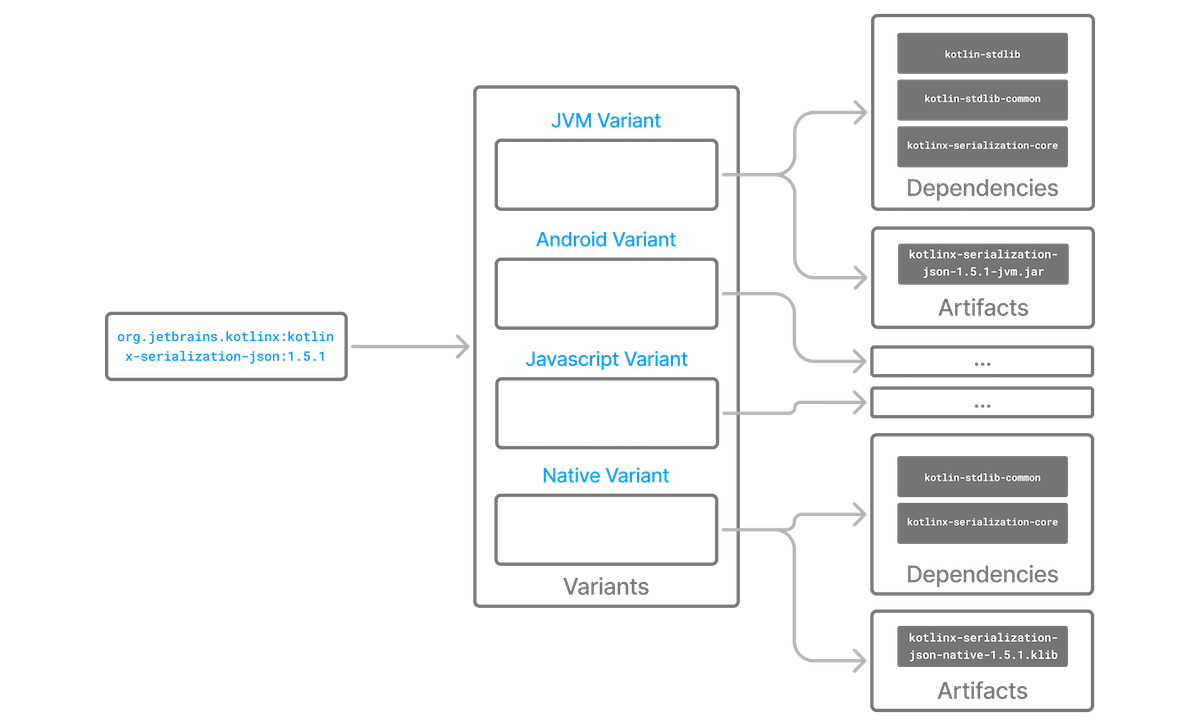 org.jetbrains.kotlinx:kotlin
x-serialization-json:1.5.1
JVM Variant
Android Variant
Javascript Variant
Native Variant
Variants
kotlin-stdlib
kotlin-stdlib-common
kotlinx-serialization-core
Dependencies
kotlinx-serialization-
json-1.5.1-jvm.jar
Artifacts
...
...
kotlin-stdlib-common
kotlinx-serialization-core
Dependencies
kotlinx-serialization-
json-native-1.5.1.klib
Artifacts